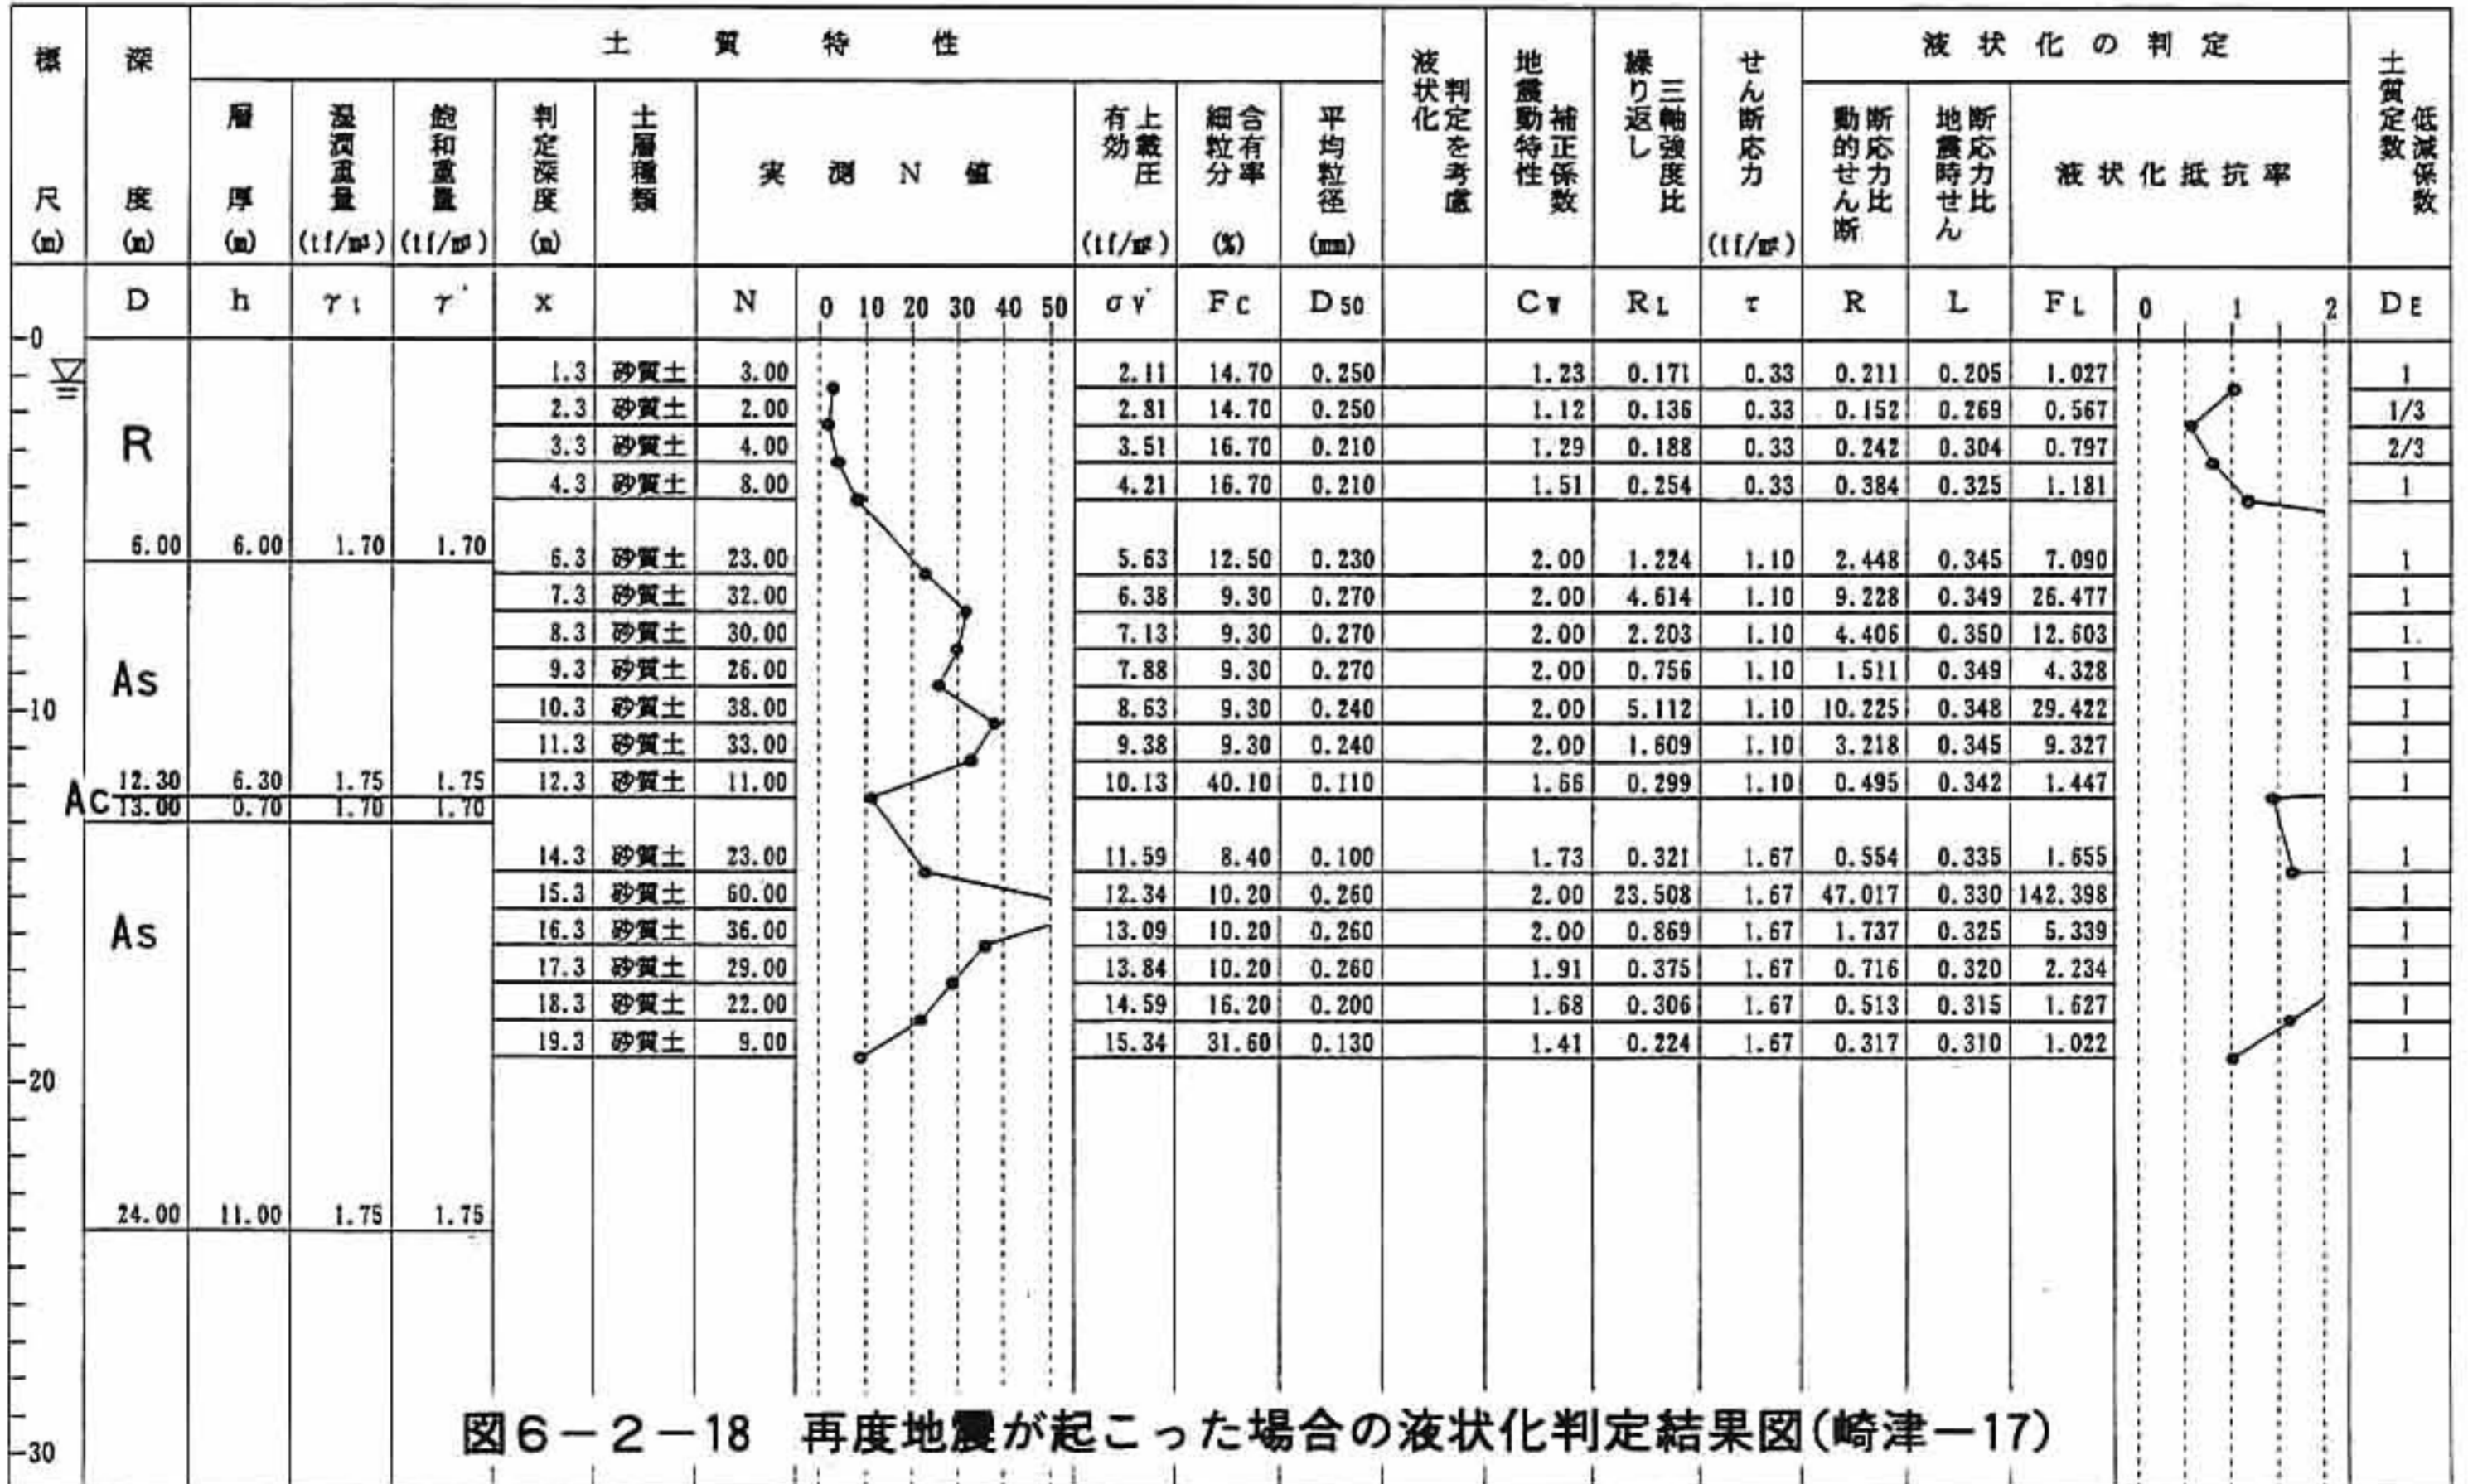 土質特性
液状化の判定
標尺(m)
深度(m)
層厚(m)
湿潤重量(tf/m³)
飽和重量(tf/m³)
判定深度(m)
土層種類
実測N値
有効上載圧(tf/m²)
細粒分含有率(%)
平均粒径(mm)
液状化判定を考慮
地震動特性補正係数
繰り返し三軸強度比
せん断応力(tf/m²)
動的せん断断応力比
地震時せん断応力比
液状化抵抗率
土質定数低減係数
D h γt γ' x N 0 10 20 30 40 50 σv' FC D50 CW RL τ R L FL 0 1 2 DE
0
1.3 砂質土 3.00 2.11 14.70 0.250 1.23 0.171 0.33 0.211 0.205 1.027 1
2.3 砂質土 2.00 2.81 14.70 0.250 1.12 0.136 0.33 0.152 0.269 0.567 1/3
R 3.3 砂質土 4.00 3.51 16.70 0.210 1.29 0.188 0.33 0.242 0.304 0.797 2/3
4.3 砂質土 8.00 4.21 16.70 0.210 1.51 0.254 0.33 0.384 0.325 1.181 1
6.00 6.00 1.70 1.70 6.3 砂質土 23.00 5.63 12.50 0.230 2.00 1.224 1.10 2.448 0.345 7.090 1
7.3 砂質土 32.00 6.38 9.30 0.270 2.00 4.614 1.10 9.228 0.349 26.477 1
8.3 砂質土 30.00 7.13 9.30 0.270 2.00 2.203 1.10 4.406 0.350 12.603 1
As 9.3 砂質土 26.00 7.88 9.30 0.270 2.00 0.756 1.10 1.511 0.349 4.328 1
10 10.3 砂質土 38.00 8.63 9.30 0.240 2.00 5.112 1.10 10.225 0.348 29.422 1
11.3 砂質土 33.00 9.38 9.30 0.240 2.00 1.609 1.10 3.218 0.345 9.327 1
12.30 6.30 1.75 1.75 12.3 砂質土 11.00 10.13 40.10 0.110 1.66 0.299 1.10 0.495 0.342 1.447 1
Ac 13.00 0.70 1.70 1.70
14.3 砂質土 23.00 11.59 8.40 0.100 1.73 0.321 1.67 0.554 0.335 1.655 1
15.3 砂質土 60.00 12.34 10.20 0.260 2.00 23.508 1.67 47.017 0.330 142.398 1
As 16.3 砂質土 36.00 13.09 10.20 0.260 2.00 0.869 1.67 1.737 0.325 5.339 1
17.3 砂質土 29.00 13.84 10.20 0.260 1.91 0.375 1.67 0.716 0.320 2.234 1
18.3 砂質土 22.00 14.59 16.20 0.200 1.68 0.306 1.67 0.513 0.315 1.627 1
19.3 砂質土 9.00 15.34 31.60 0.130 1.41 0.224 1.67 0.317 0.310 1.022 1
20
24.00 11.00 1.75 1.75
30
図6-2-18 再度地震が起こった場合の液状化判定結果図(崎津-17)